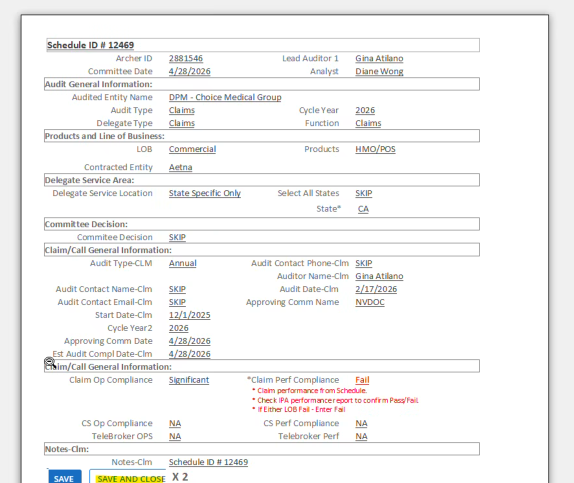 Schedule ID # 12469
Archer ID 2881546 Lead Auditor 1 Gina Atilano
Committee Date 4/28/2026 Analyst Diane Wong
Audit General Information:
Audited Entity Name DPM - Choice Medical Group
Audit Type Claims Cycle Year 2026
Delegate Type Claims Function Claims
Products and Line of Business:
LOB Commercial Products HMO/POS
Contracted Entity Aetna
Delegate Service Area:
Delegate Service Location State Specific Only Select All States SKIP
State* CA
Committee Decision:
Commitee Decision SKIP
Claim/Call General Information:
Audit Type-CLM Annual Audit Contact Phone-Clm SKIP
Auditor Name-Clm Gina Atilano
Audit Contact Name-Clm SKIP Audit Date-Clm 2/17/2026
Audit Contact Email-Clm SKIP Approving Comm Name NVDOC
Start Date-Clm 12/1/2025
Cycle Year2 2026
Approving Comm Date 4/28/2026
Est Audit Compl Date-Clm 4/28/2026
Claim/Call General Information:
Claim Op Compliance Significant *Claim Perf Compliance Fail
* Claim performance from Schedule.
* Check IPA performance report to confirm Pass/Fail.
* If Either LOB Fail - Enter Fail
CS Op Compliance NA CS Perf Compliance NA
TeleBroker OPS NA Telebroker Perf NA
Notes-Clm:
Notes-Clm Schedule ID # 12469
SAVE SAVE AND CLOSE X 2